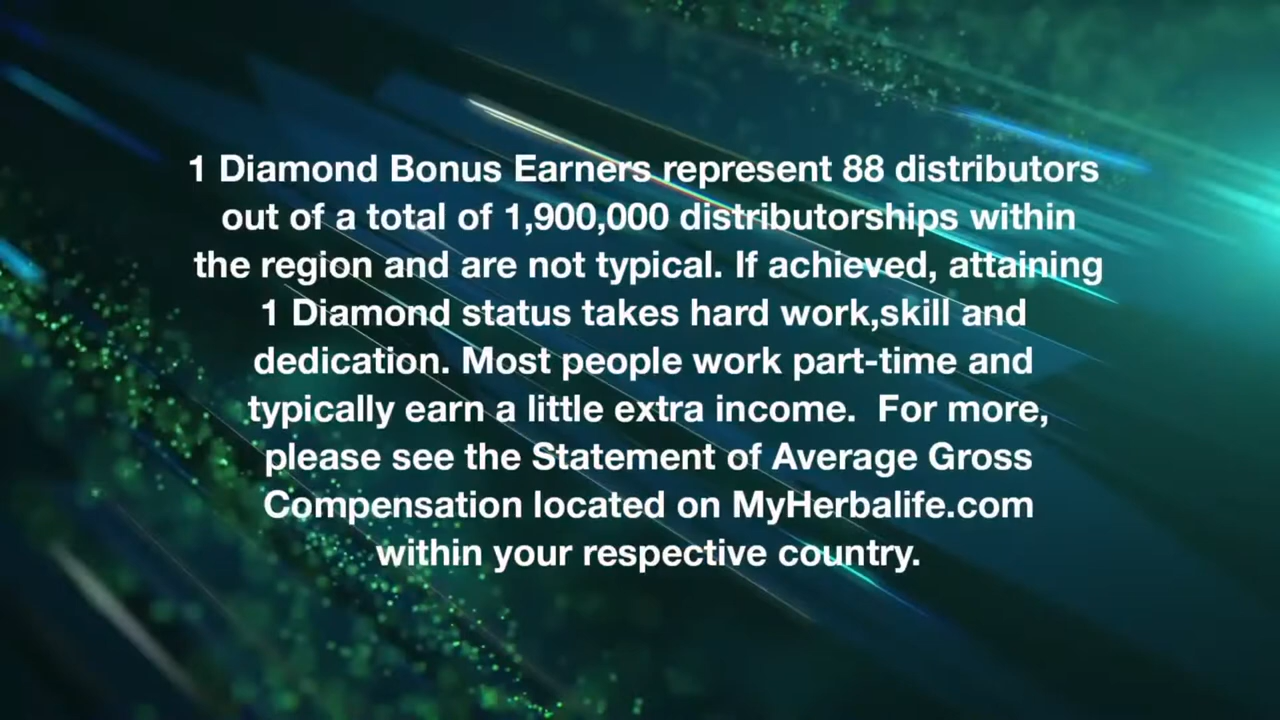 1 Diamond Bonus Earners represent 88 distributors
out of a total of 1,900,000 distributorships within
the region and are not typical. If achieved, attaining
1 Diamond status takes hard work,skill and
dedication. Most people work part-time and
typically earn a little extra income.  For more,
please see the Statement of Average Gross
Compensation located on MyHerbalife.com
within your respective country.